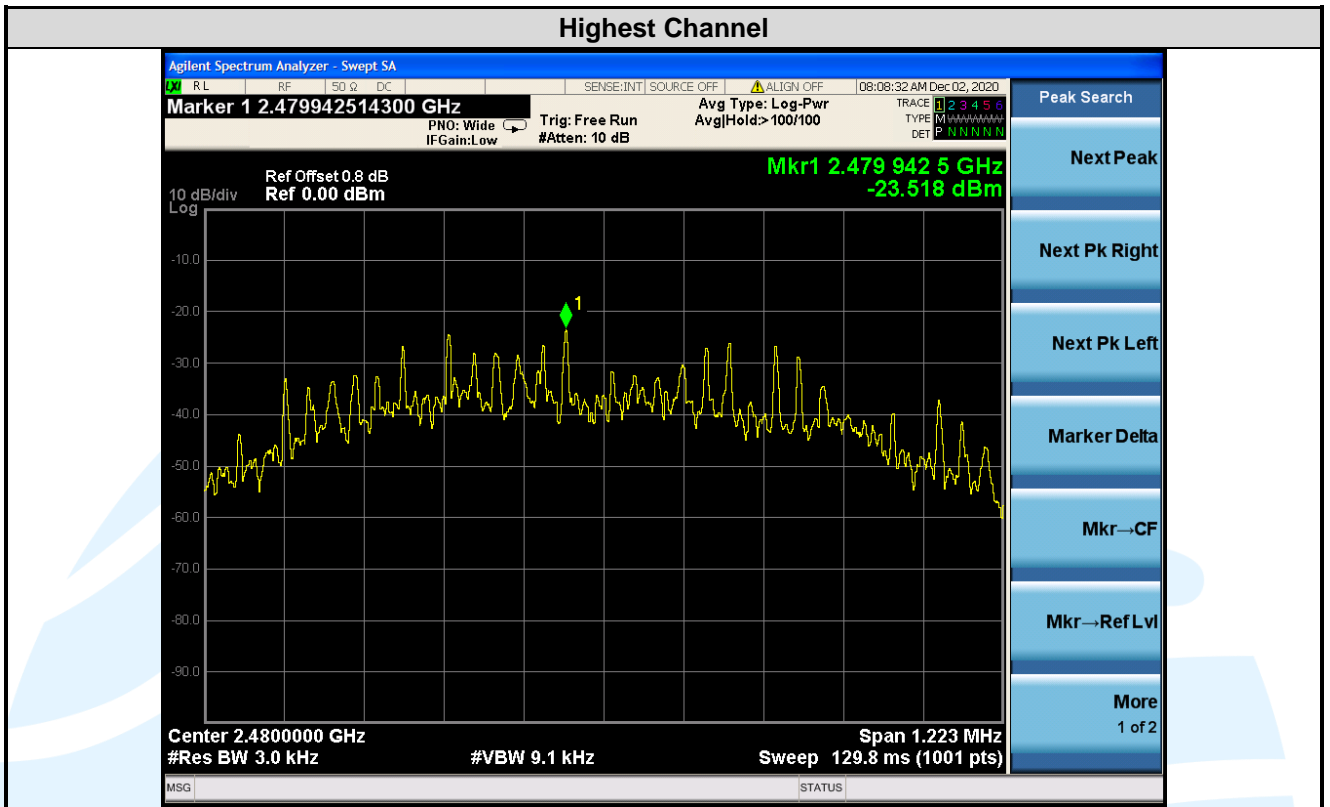 Highest Channel
Agilent Spectrum Analyzer - Swept SA
LXI RL RF 50 Ω DC SENSE:INT SOURCE OFF ALIGN OFF 08:08:32 AM Dec 02, 2020
Marker 1 2.479942514300 GHz
PNO: Wide
IFGain:Low
Trig: Free Run
#Atten: 10 dB
Avg Type: Log-Pwr
Avg|Hold:>100/100
TRACE 1 2 3 4 5 6
TYPE M
DET P N N N N N
Mkr1 2.479 942 5 GHz
-23.518 dBm
Ref Offset 0.8 dB
10 dB/div Ref 0.00 dBm
Log
-10.0
-20.0
-30.0
-40.0
-50.0
-60.0
-70.0
-80.0
-90.0
1
Center 2.4800000 GHz Span 1.223 MHz
#Res BW 3.0 kHz #VBW 9.1 kHz Sweep 129.8 ms (1001 pts)
MSG STATUS
Peak Search
Next Peak
Next Pk Right
Next Pk Left
Marker Delta
Mkr→CF
Mkr→Ref Lvl
More
1 of 2